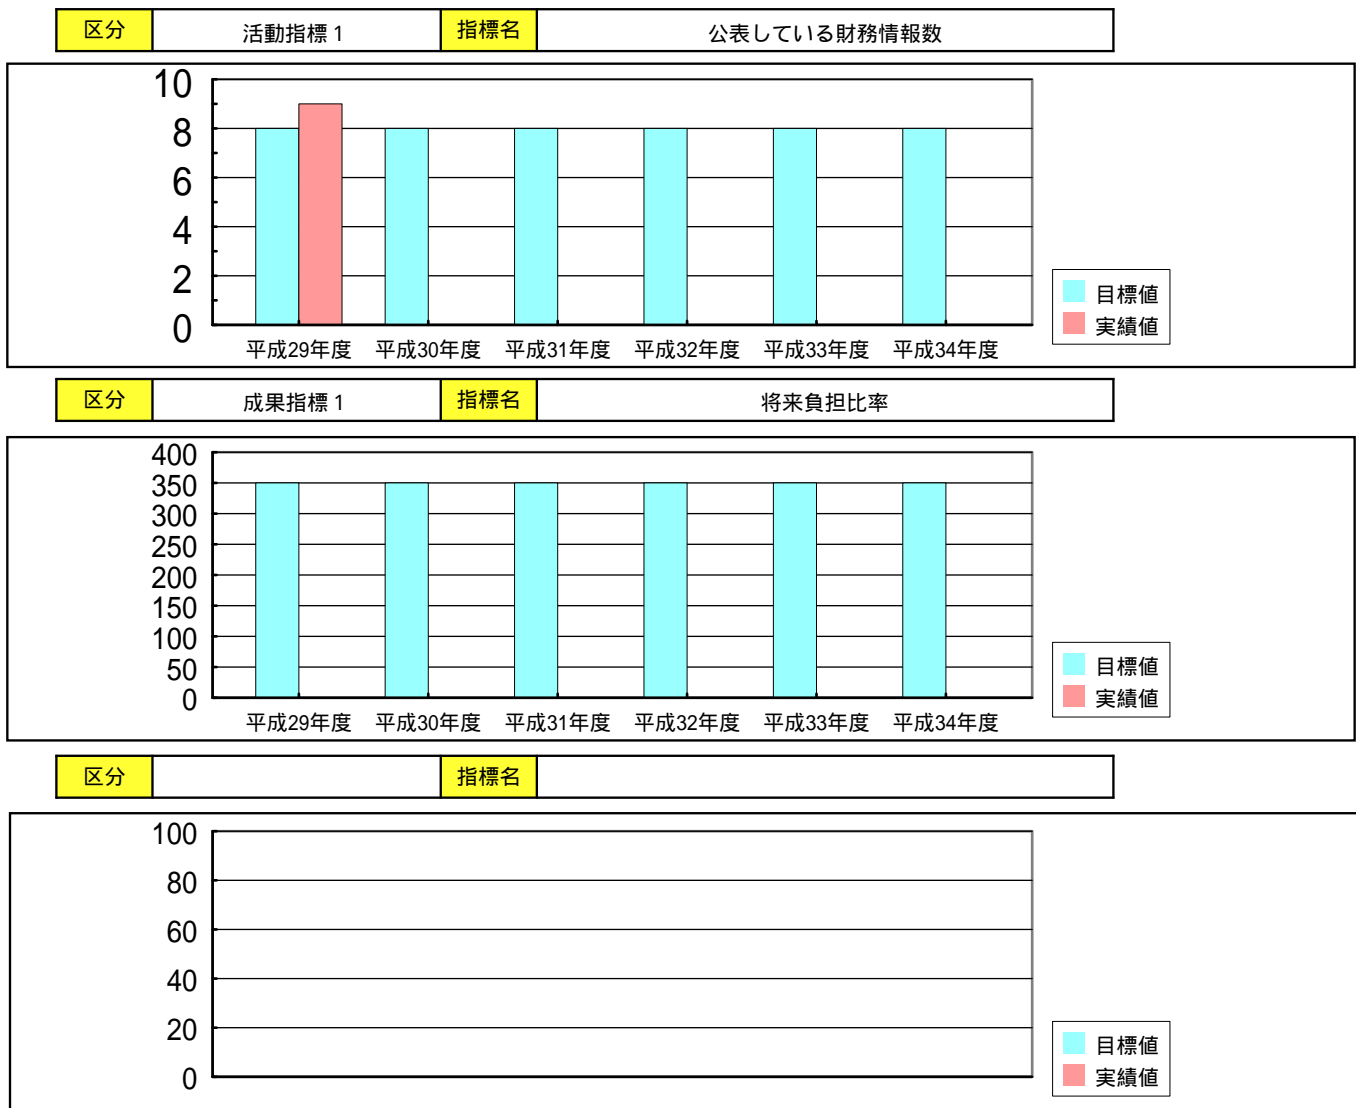 区分 活動指標1 指標名 公表している財務情報数
10
8
6
4
2
0
平成29年度 平成30年度 平成31年度 平成32年度 平成33年度 平成34年度
目標値
実績値
区分 成果指標1 指標名 将来負担比率
400
350
300
250
200
150
100
50
0
平成29年度 平成30年度 平成31年度 平成32年度 平成33年度 平成34年度
目標値
実績値
区分 指標名
100
80
60
40
20
0
目標値
実績値